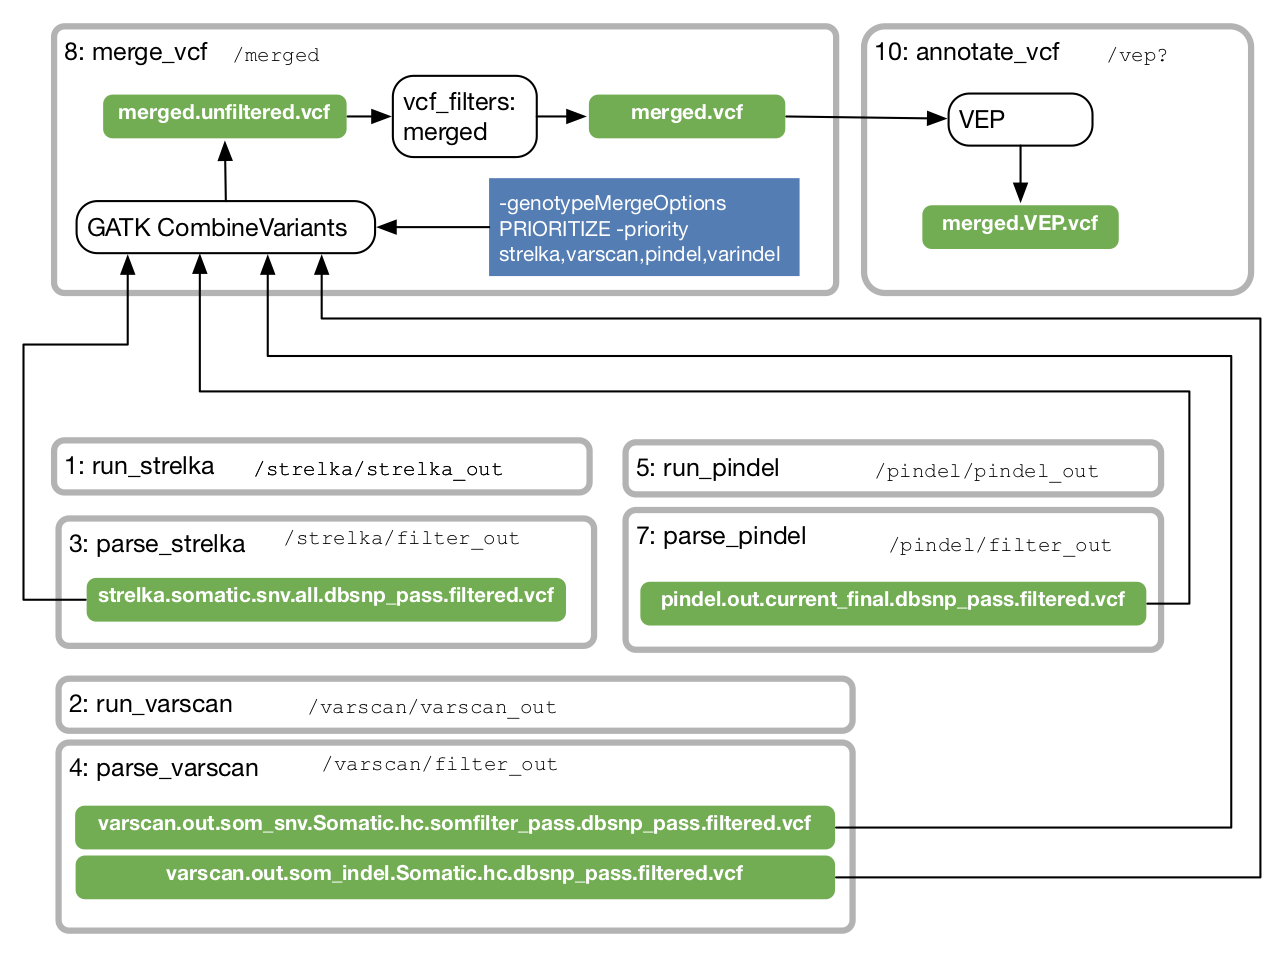 8: merge_vcf /merged
merged.unfiltered.vcf
vcf_filters:
merged
merged.vcf
GATK CombineVariants
-genotypeMergeOptions
PRIORITIZE -priority
strelka,varscan,pindel,varindel
10: annotate_vcf /vep?
VEP
merged.VEP.vcf
1: run_strelka /strelka/strelka_out
5: run_pindel /pindel/pindel_out
3: parse_strelka /strelka/filter_out
strelka.somatic.snv.all.dbsnp_pass.filtered.vcf
7: parse_pindel /pindel/filter_out
pindel.out.current_final.dbsnp_pass.filtered.vcf
2: run_varscan /varscan/varscan_out
4: parse_varscan /varscan/filter_out
varscan.out.som_snv.Somatic.hc.somfilter_pass.dbsnp_pass.filtered.vcf
varscan.out.som_indel.Somatic.hc.dbsnp_pass.filtered.vcf